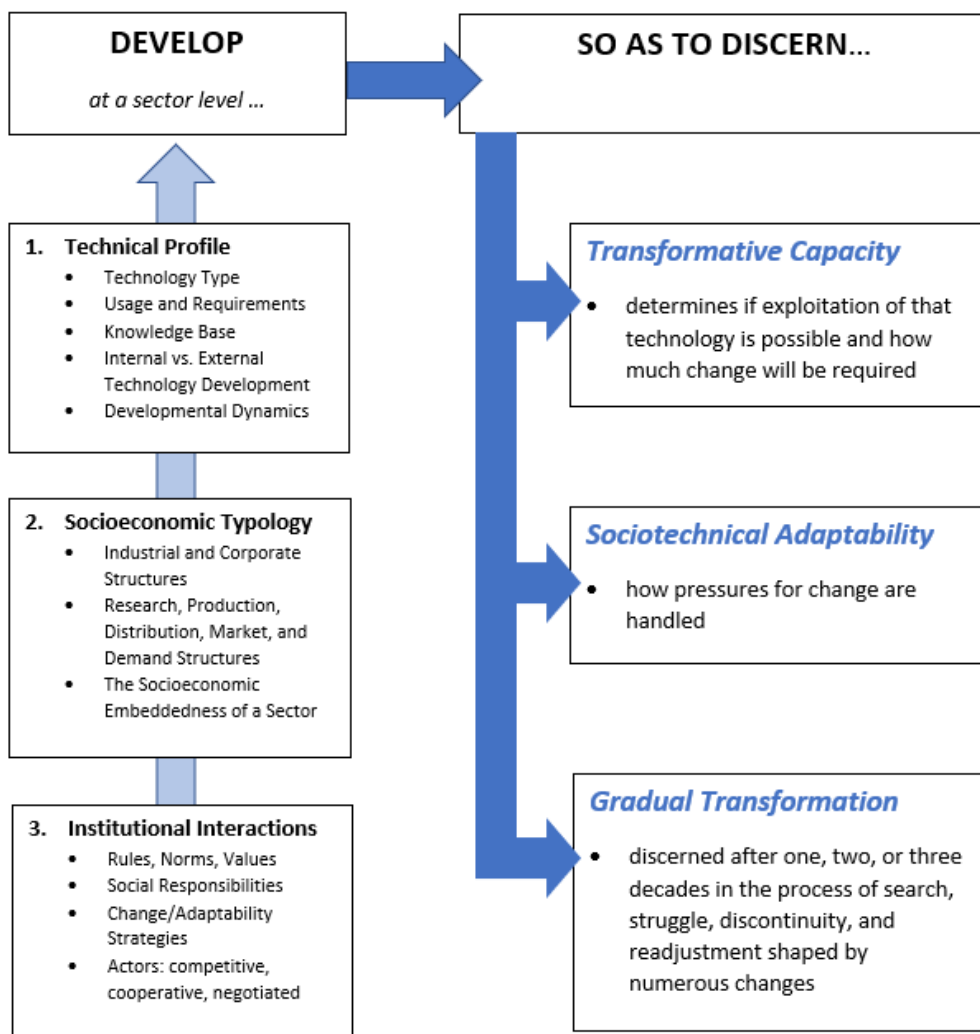 DEVELOP
at a sector level ...
SO AS TO DISCERN...
1. Technical Profile
• Technology Type
• Usage and Requirements
• Knowledge Base
• Internal vs. External
Technology Development
• Developmental Dynamics
2. Socioeconomic Typology
• Industrial and Corporate
Structures
• Research, Production,
Distribution, Market, and
Demand Structures
• The Socioeconomic
Embeddedness of a Sector
3. Institutional Interactions
• Rules, Norms, Values
• Social Responsibilities
• Change/Adaptability
Strategies
• Actors: competitive,
cooperative, negotiated
Transformative Capacity
• determines if exploitation of that
technology is possible and how
much change will be required
Sociotechnical Adaptability
• how pressures for change are
handled
Gradual Transformation
• discerned after one, two, or three
decades in the process of search,
struggle, discontinuity, and
readjustment shaped by
numerous changes